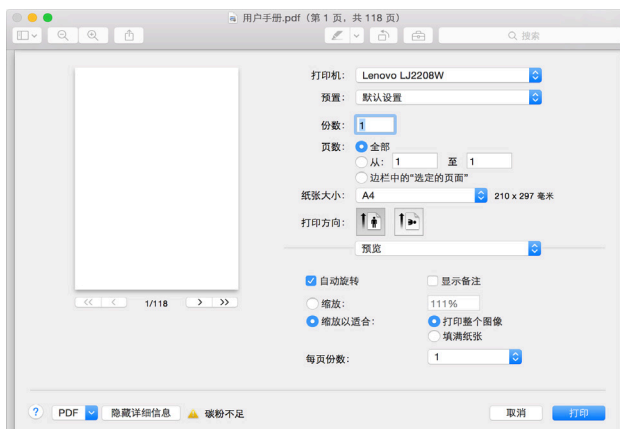 用户手册.pdf（第 1 页，共 118 页）
搜索
打印机： Lenovo LJ2208W
预置： 默认设置
份数： 1
页数： 全部
从： 1 至 1
边栏中的“选定的页面”
纸张大小： A4 210 x 297 毫米
打印方向：
预览
自动旋转 显示备注
缩放： 111%
缩放以适合： 打印整个图像
填满纸张
每页份数： 1
1/118
? PDF 隐藏详细信息 碳粉不足 取消 打印